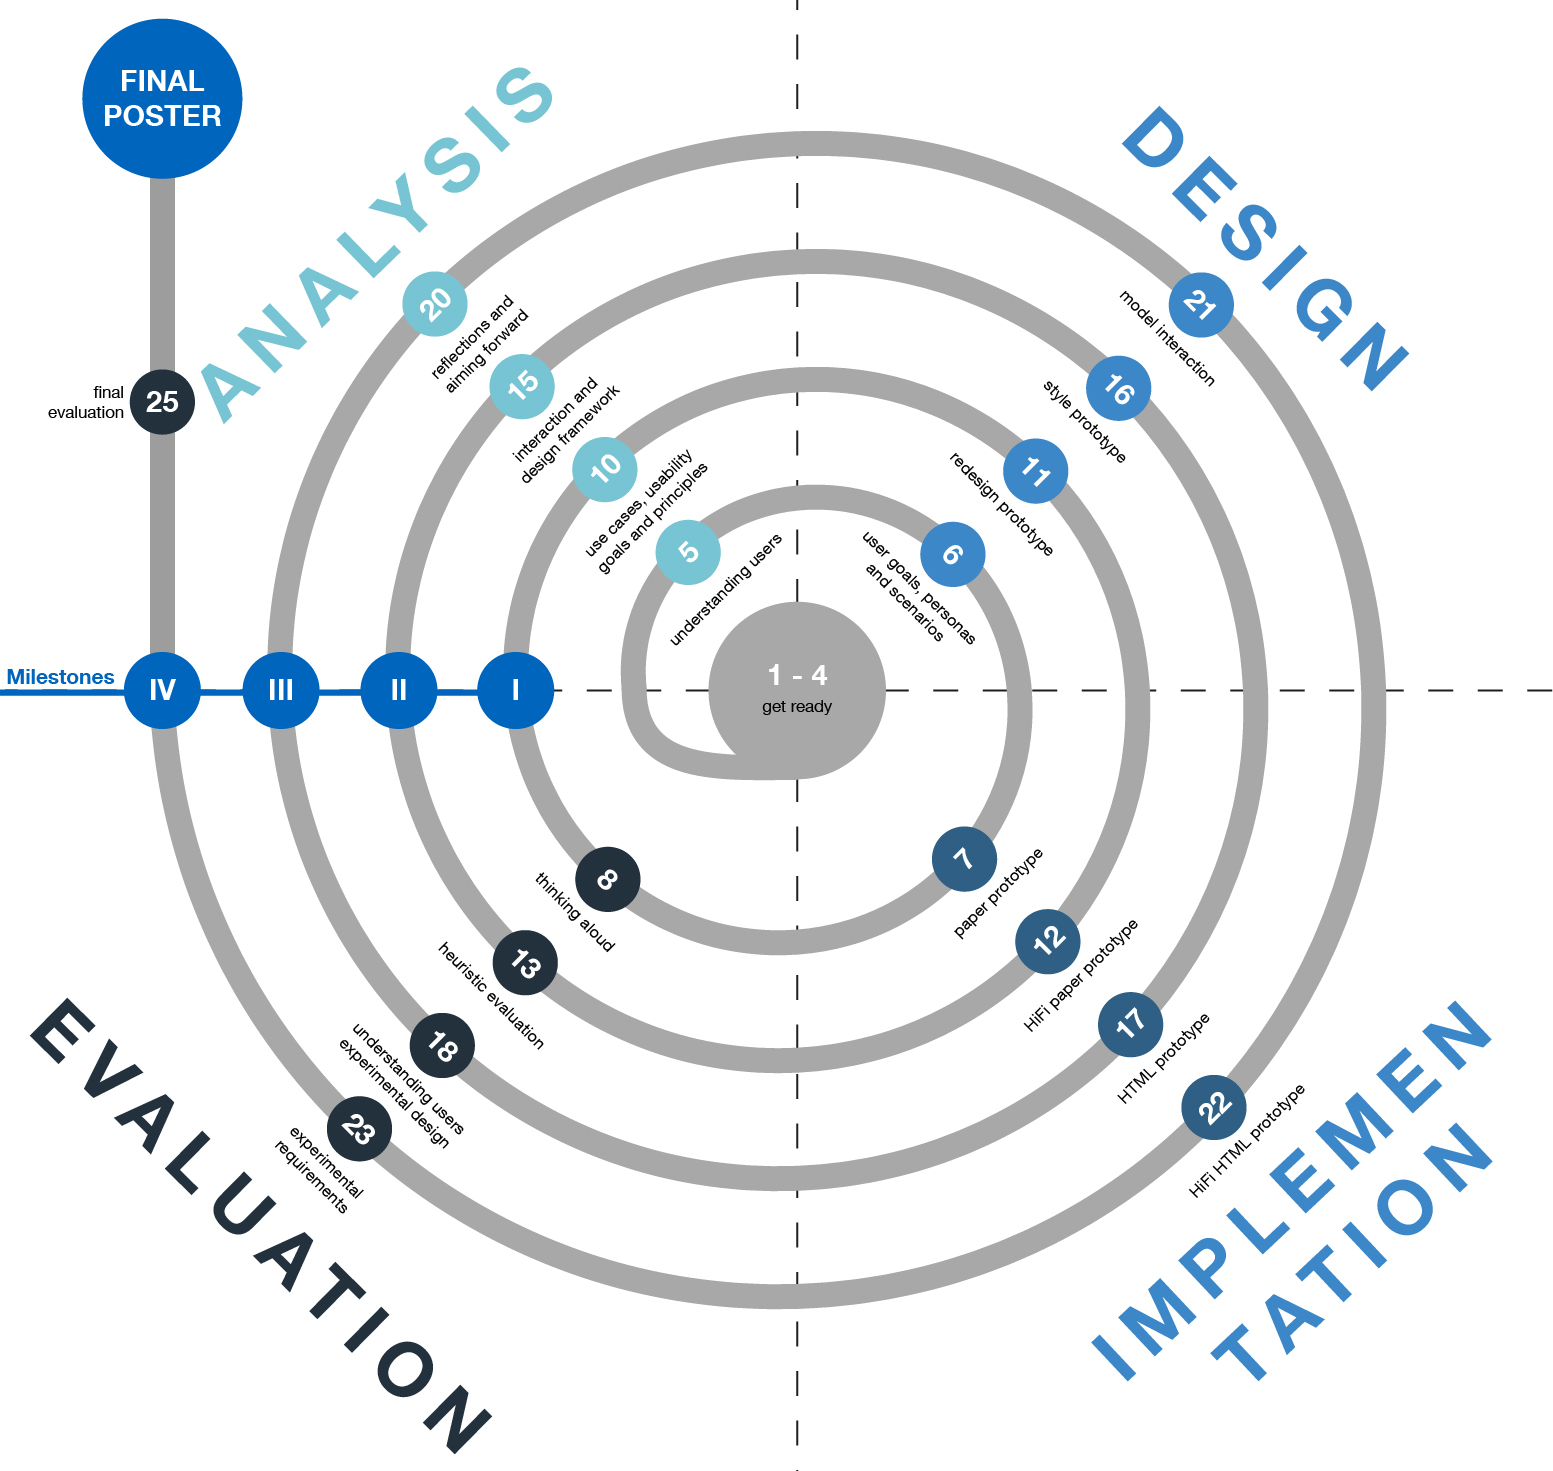 FINAL
POSTER
ANALYSIS
DESIGN
20
reflections and
aiming forward
21
model interaction
15
interaction and
design framework
16
style prototype
25
final
evaluation
10
use cases, usability
goals and principles
11
redesign prototype
5
understanding users
6
user goals, personas
and scenarios
Milestones
IV
III
II
I
1 - 4
get ready
7
paper prototype
8
thinking aloud
12
HiFi paper prototype
13
heuristic evaluation
17
HTML prototype
18
understanding users
experimental design
22
HiFi HTML prototype
23
experimental
requirements
EVALUATION
IMPLEMEN
TATION